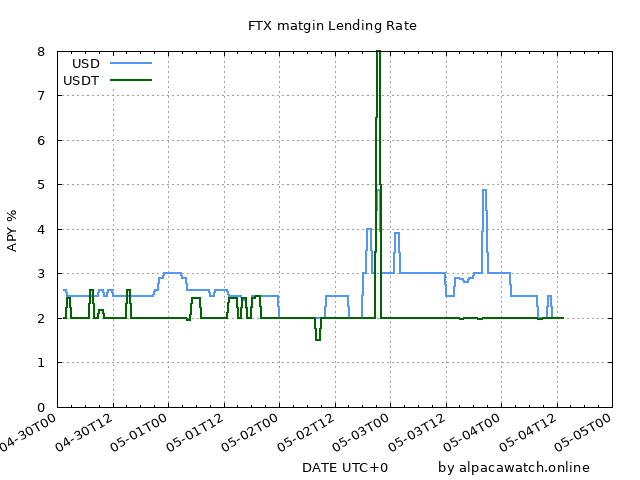 FTX matgin Lending Rate
USD
USDT
8
7
6
5
4
3
2
1
0
APY %
04-30T00
04-30T12
05-01T00
05-01T12
05-02T00
05-02T12
05-03T00
05-03T12
05-04T00
05-04T12
05-05T00
DATE UTC+0
by alpacawatch.online